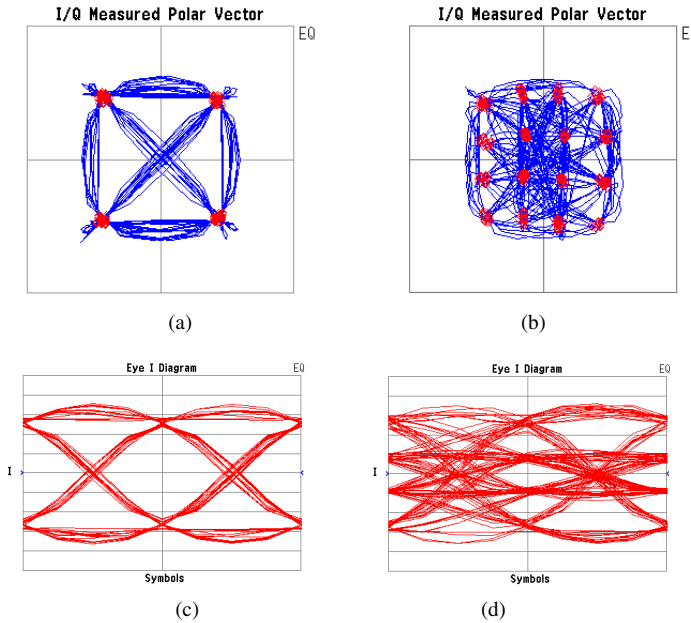 I/Q Measured Polar Vector
EQ
(a)
I/Q Measured Polar Vector
E
(b)
Eye I Diagram
EQ
I
Symbols
(c)
Eye I Diagram
EQ
I
Symbols
(d)